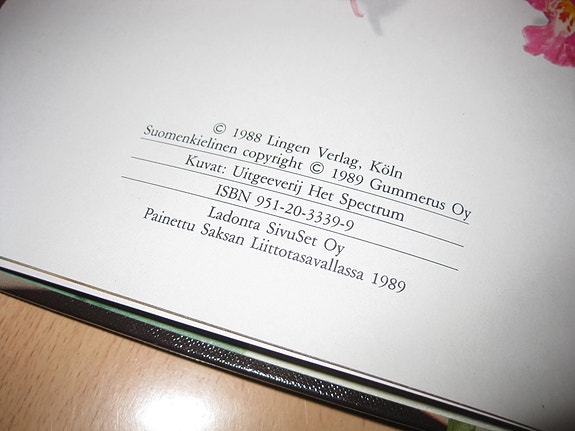 © 1988 Lingen Verlag, Köln
Suomenkielinen copyright © 1989 Gummerus Oy
Kuvat: Uitgeeverij Het Spectrum
ISBN 951-20-3339-9
Ladonta SivuSet Oy
Painettu Saksan Liittotasavallassa 1989